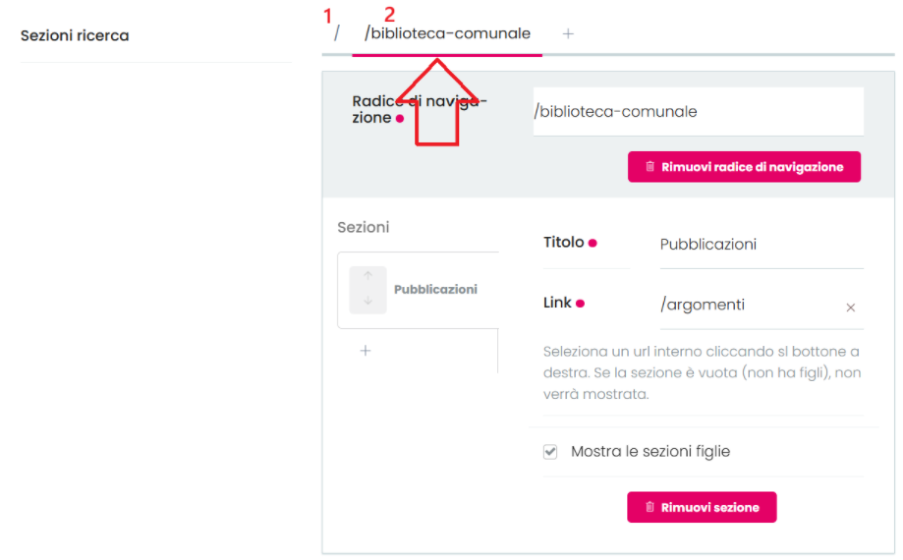 1 2
Sezioni ricerca
/ /biblioteca-comunale +
Radice di naviga-
zione
/biblioteca-comunale
Rimuovi radice di navigazione
Sezioni
Titolo
Pubblicazioni
Pubblicazioni
Link
/argomenti ×
+
Seleziona un url interno cliccando sl bottone a
destra. Se la sezione è vuota (non ha figli), non
verrà mostrata.
Mostra le sezioni figlie
Rimuovi sezione